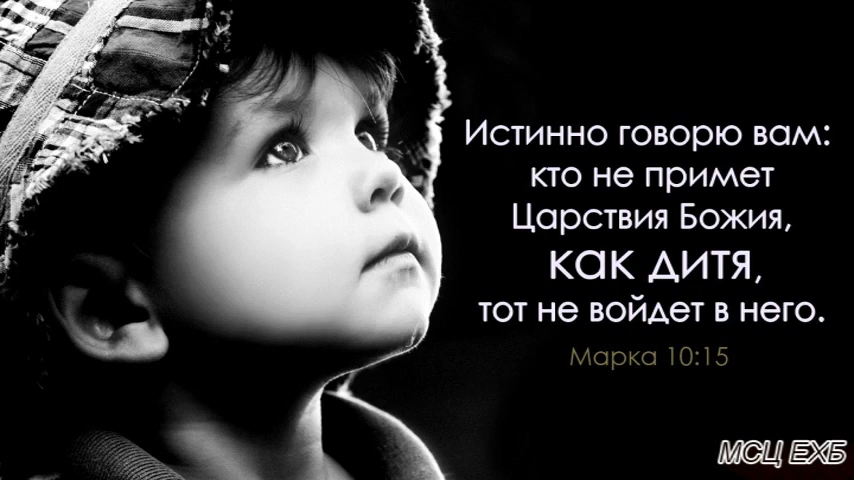 Истинно говорю вам:
кто не примет
Царствия Божия,
как дитя,
тот не войдет в него.
Марка 10:15
МСЦ ЕХБ